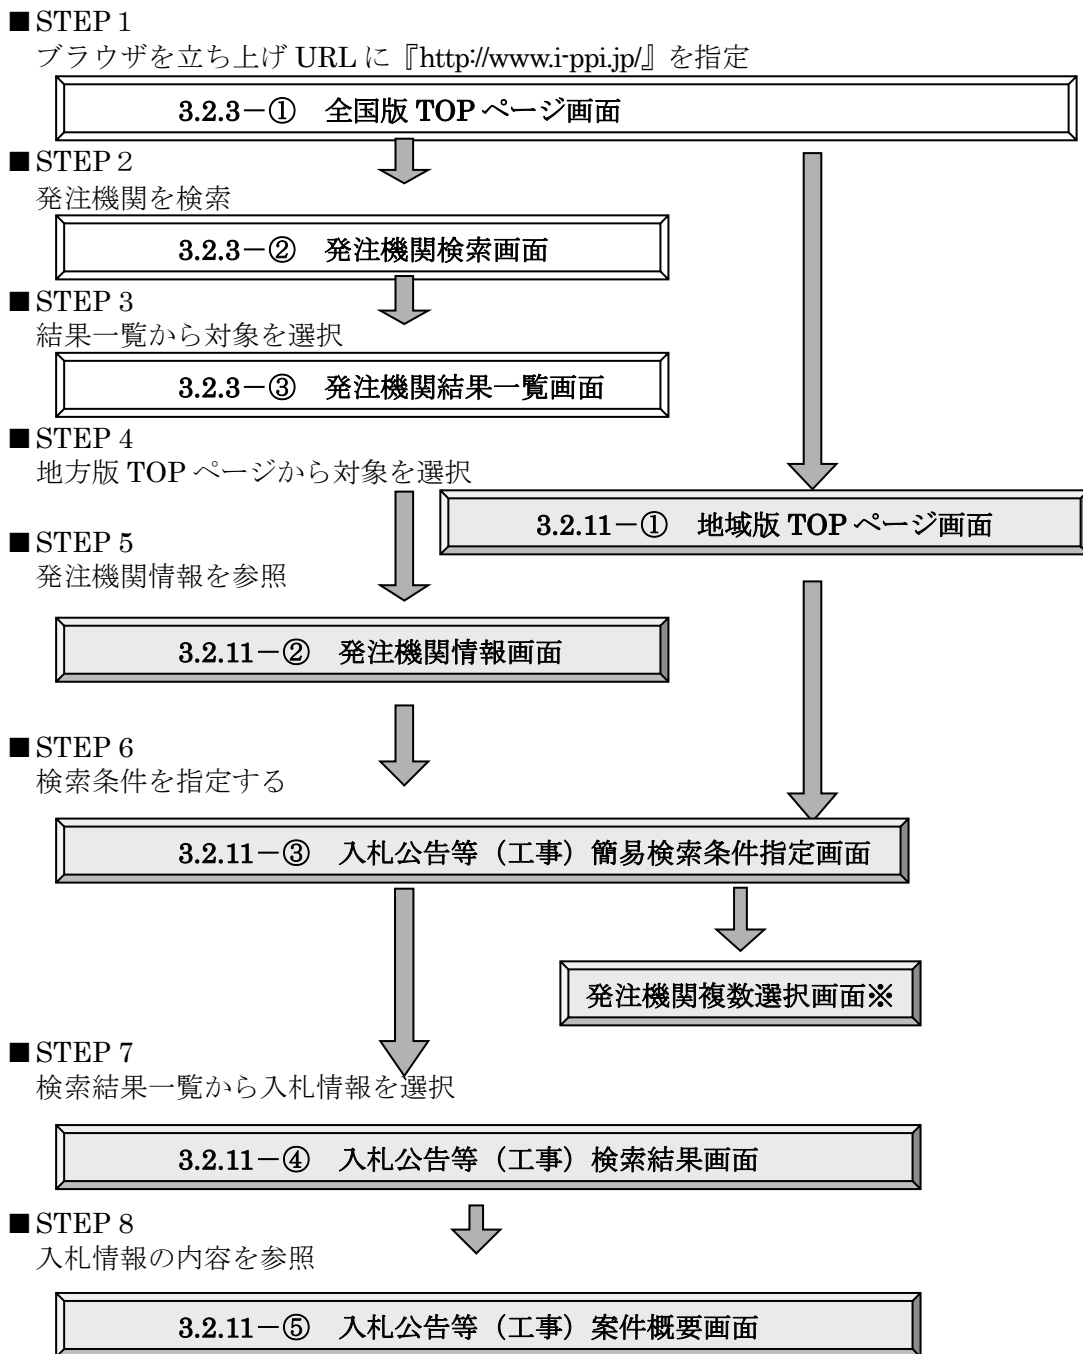 ■STEP１
ブラウザを立ち上げ URL に『http://www.i-ppi.jp/』を指定
3.2.3－①　全国版 TOP ページ画面
■STEP２
発注機関を検索
3.2.3－②　発注機関検索画面
■STEP 3
結果一覧から対象を選択
3.2.3－③　発注機関結果一覧画面
■STEP 4
地方版 TOP ページから対象を選択
3.2.11－①　地域版 TOP ページ画面
■STEP 5
発注機関情報を参照
3.2.11－②　発注機関情報画面
■STEP 6
検索条件を指定する
3.2.11－③　入札公告等（工事）簡易検索条件指定画面
発注機関複数選択画面※
■STEP 7
検索結果一覧から入札情報を選択
3.2.11－④　入札公告等（工事）検索結果画面
■STEP 8
入札情報の内容を参照
3.2.11－⑤　入札公告等（工事）案件概要画面